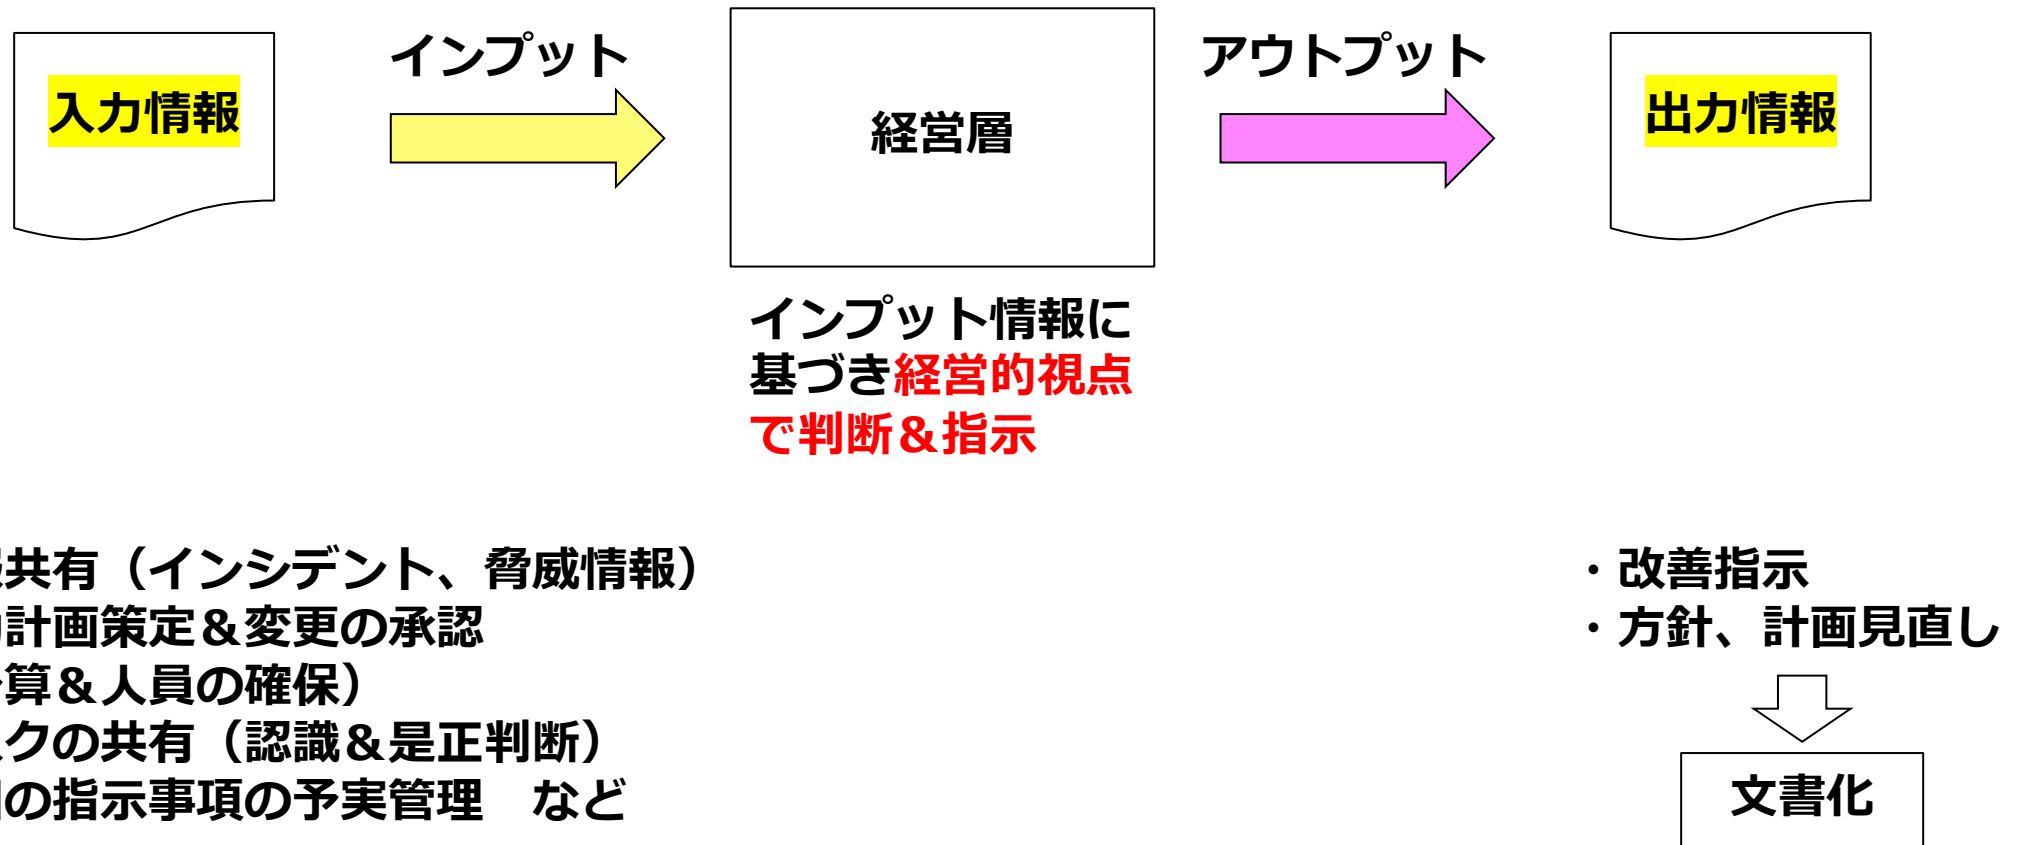 入力情報
インプット
経営層
アウトプット
出力情報
インプット情報に
基づき経営的視点
で判断＆指示
共有（インシデント、脅威情報）
計画策定＆変更の承認
算＆人員の確保）
クの共有（認識＆是正判断）
の指示事項の予実管理　など
・改善指示
・方針、計画見直し
文書化